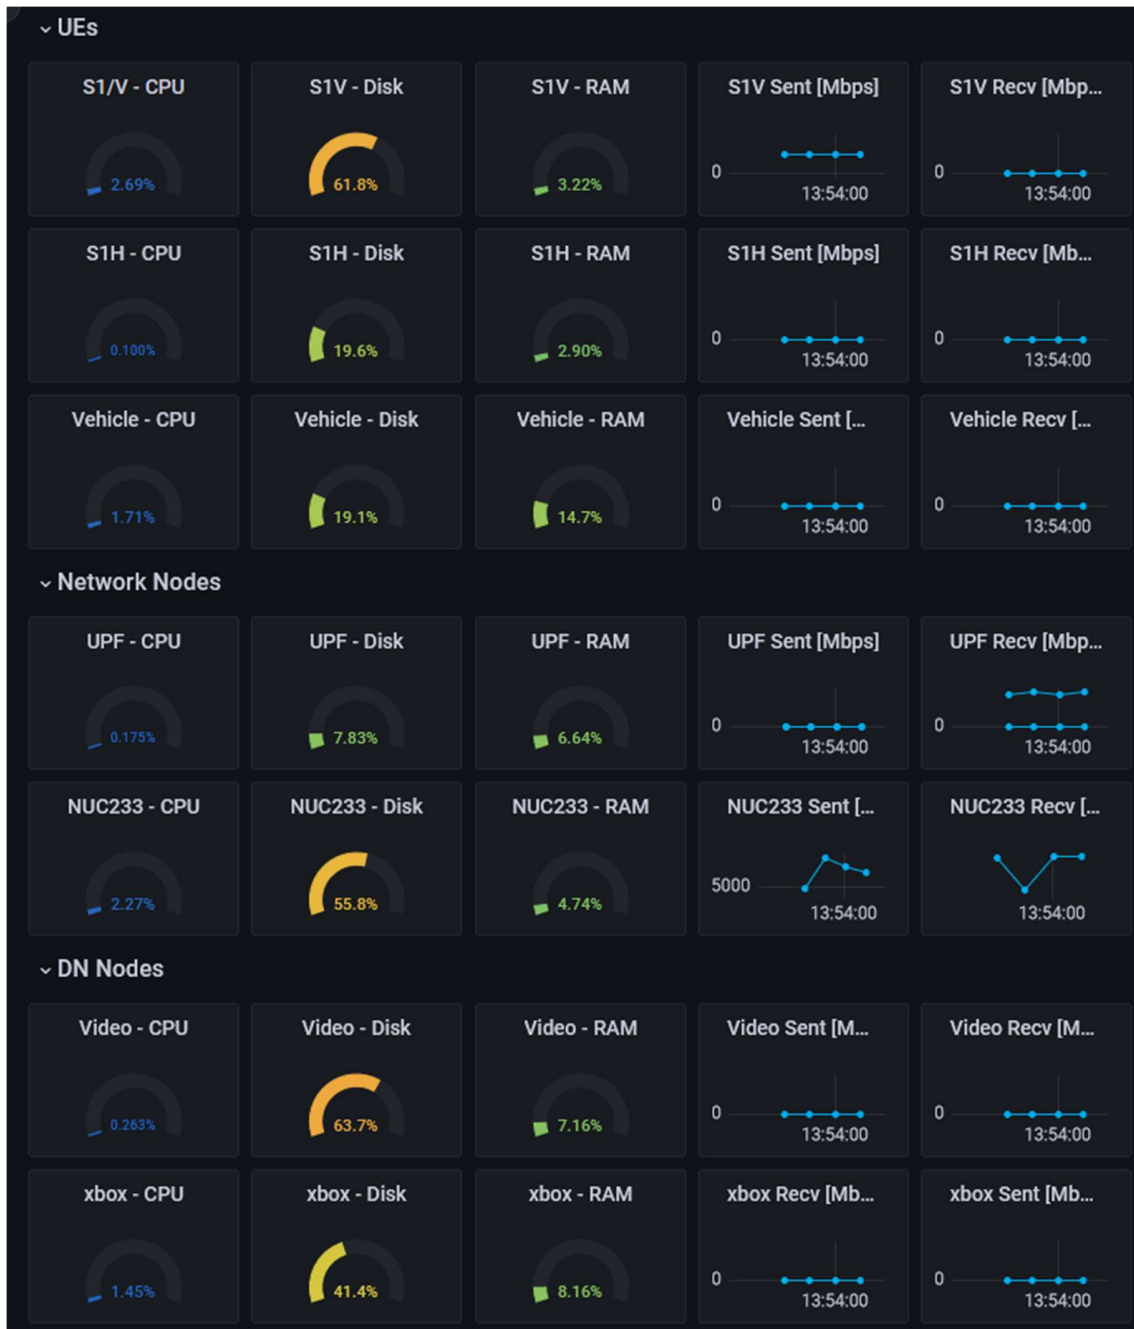 UEs
S1/V - CPU
S1V - Disk
S1V - RAM
S1V Sent [Mbps]
S1V Recv [Mbp...
2.69%
61.8%
3.22%
0
13:54:00
0
13:54:00
S1H - CPU
S1H - Disk
S1H - RAM
S1H Sent [Mbps]
S1H Recv [Mb...
0.100%
19.6%
2.90%
0
13:54:00
0
13:54:00
Vehicle - CPU
Vehicle - Disk
Vehicle - RAM
Vehicle Sent [...
Vehicle Recv [...
1.71%
19.1%
14.7%
0
13:54:00
0
13:54:00
Network Nodes
UPF - CPU
UPF - Disk
UPF - RAM
UPF Sent [Mbps]
UPF Recv [Mbp...
0.175%
7.83%
6.64%
0
13:54:00
0
13:54:00
NUC233 - CPU
NUC233 - Disk
NUC233 - RAM
NUC233 Sent [...
NUC233 Recv [...
2.27%
55.8%
4.74%
5000
13:54:00
13:54:00
DN Nodes
Video - CPU
Video - Disk
Video - RAM
Video Sent [M...
Video Recv [M...
0.263%
63.7%
7.16%
0
13:54:00
0
13:54:00
xbox - CPU
xbox - Disk
xbox - RAM
xbox Recv [Mb...
xbox Sent [Mb...
1.45%
41.4%
8.16%
0
13:54:00
0
13:54:00